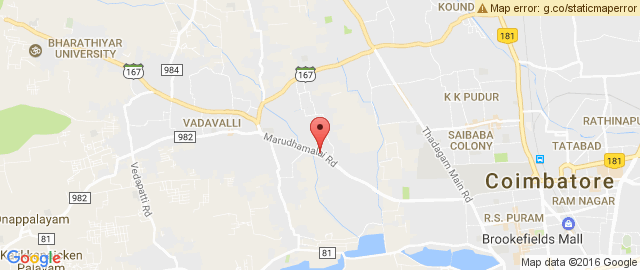 KOUND
Map error: g.co/staticmaperror
BHARATHIYAR
UNIVERSITY
181
984
167
167
K K PUDUR
RATHINAPU
VADAVALLI
982
Marudhamalai Rd
Thadagam Main Rd
SAIBABA
COLONY
TATABAD
181
982
Vedapatti Rd
Coimbatore
RAM NAGAR
Onappalayam
R.S. PURAM
81
81
Brookefields Mall
Palayam
Google
Map data ©2016 Google